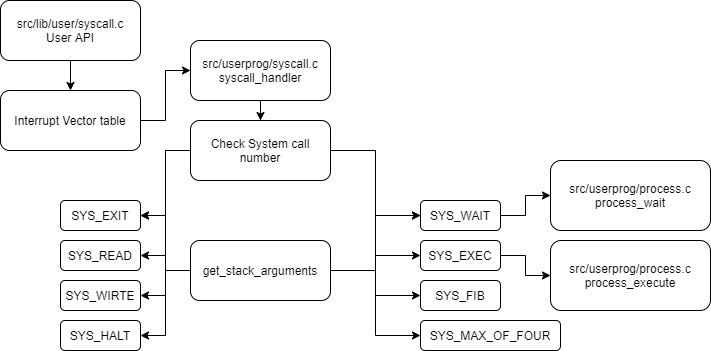 src/lib/user/syscall.c
User API
src/userprog/syscall.c
syscall_handler
Interrupt Vector table
Check System call
number
SYS_EXIT
SYS_READ
SYS_WIRTE
SYS_HALT
get_stack_arguments
SYS_WAIT
SYS_EXEC
SYS_FIB
SYS_MAX_OF_FOUR
src/userprog/process.c
process_wait
src/userprog/process.c
process_execute